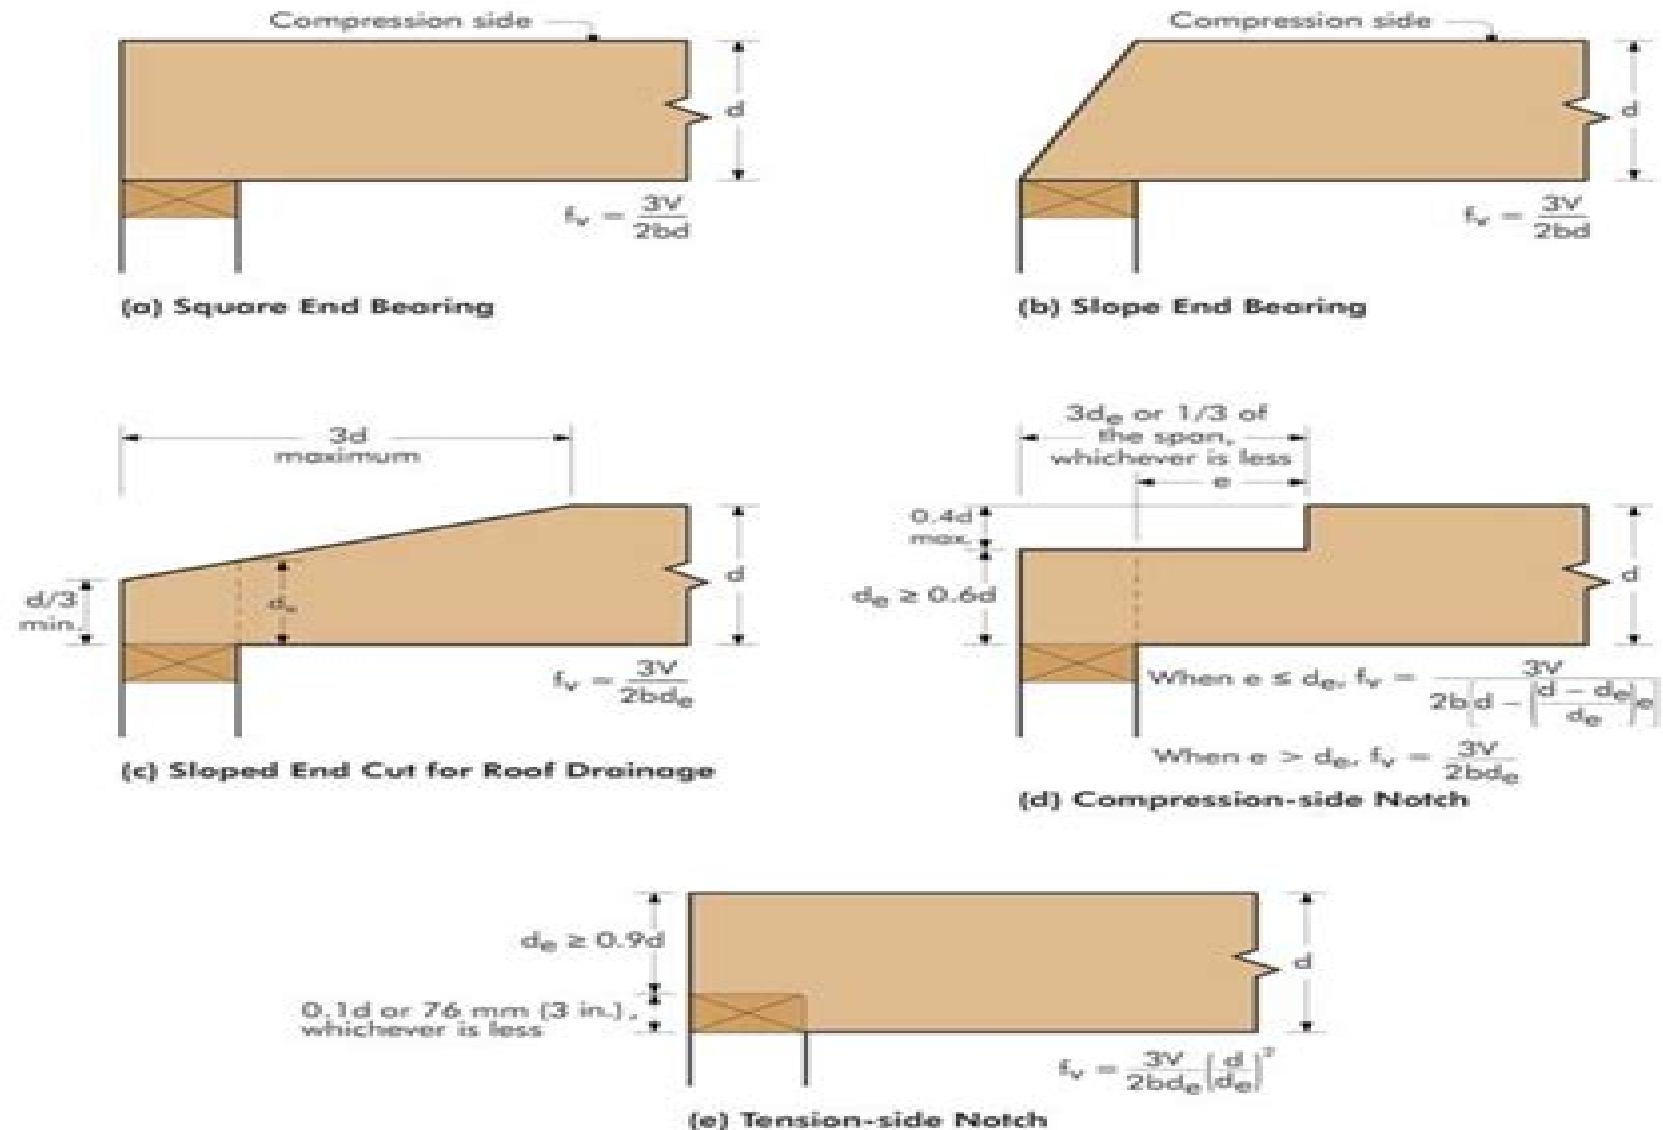 Compression side
d
fᵥ = 3V / 2bd
(a) Square End Bearing
Compression side
d
fᵥ = 3V / 2bd
(b) Slope End Bearing
3d
maximum
d/3
min.
dₑ
d
fᵥ = 3V / 2bdₑ
(c) Sloped End Cut for Roof Drainage
3dₑ or 1/3 of
the span,
whichever is less
e
0.4d
max.
dₑ ≥ 0.6d
d
When e ≤ dₑ, fᵥ = 3V / 2b[d − [(d − dₑ) / dₑ]e]
When e > dₑ, fᵥ = 3V / 2bdₑ
(d) Compression-side Notch
dₑ ≥ 0.9d
0.1d or 76 mm (3 in.),
whichever is less
d
fᵥ = 3V / 2bdₑ [d / dₑ]²
(e) Tension-side Notch